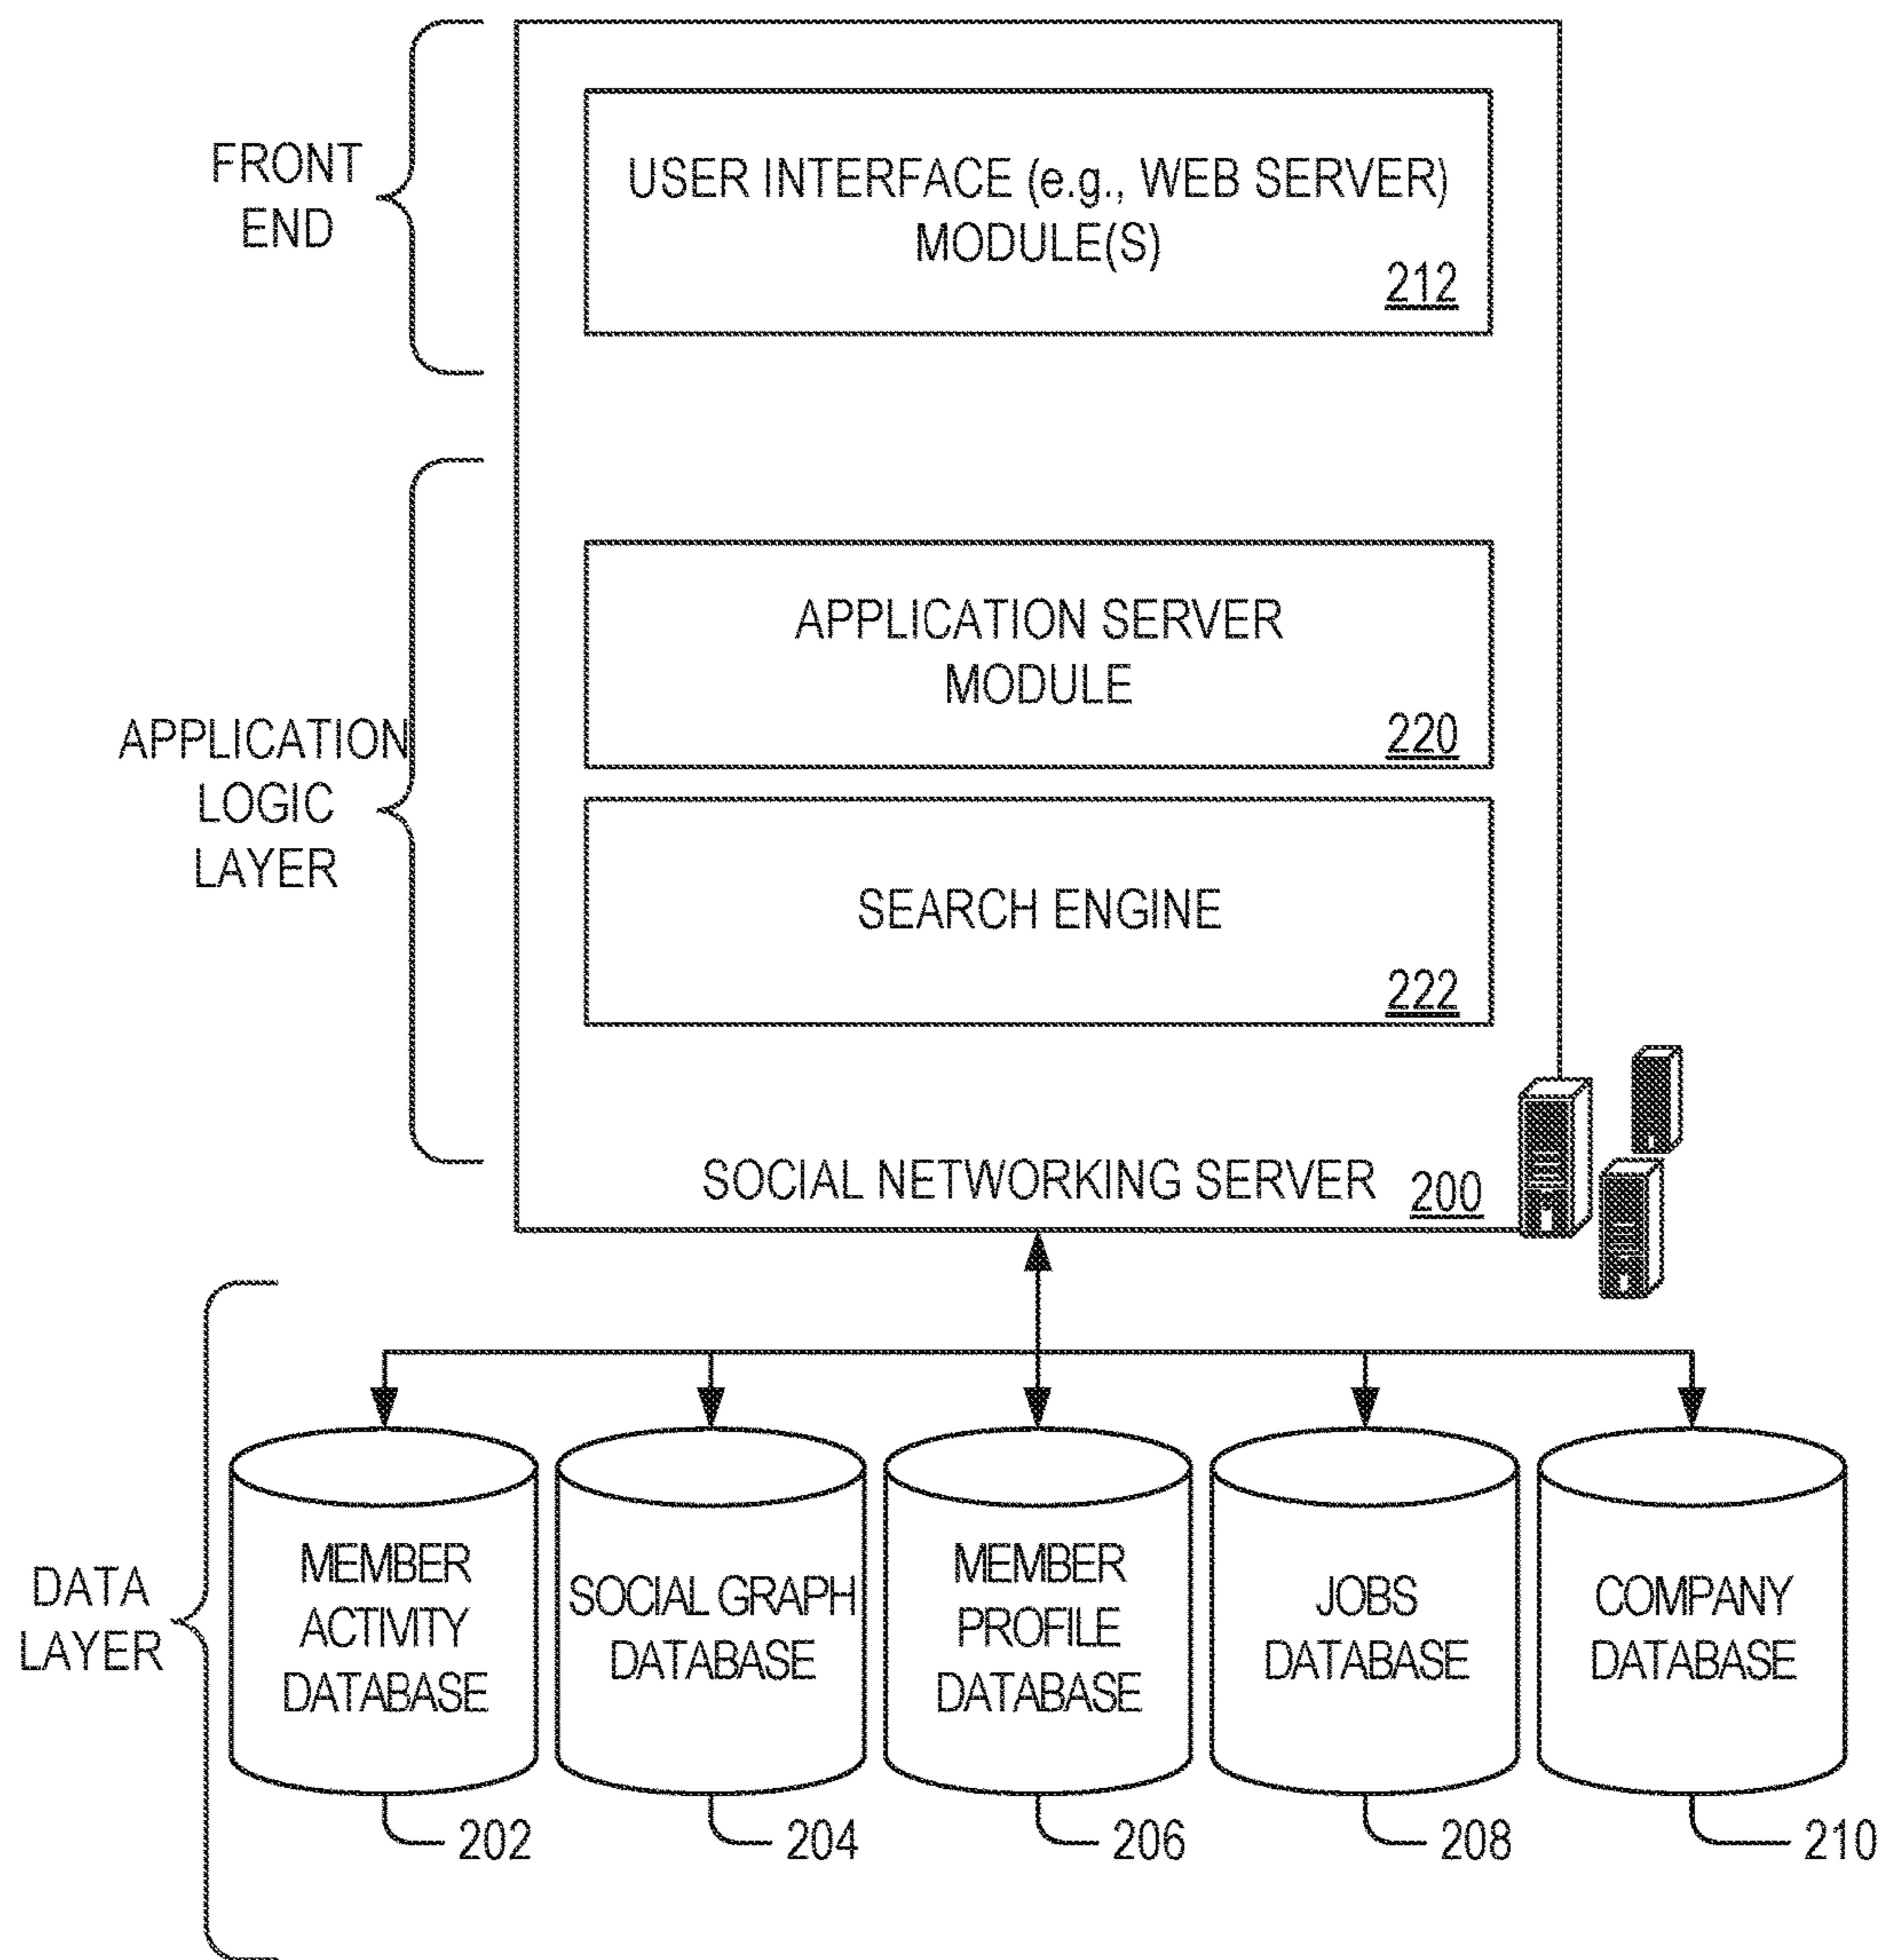 FRONT
END
USER INTERFACE (e.g., WEB SERVER)
MODULE(S)
212
APPLICATION
LOGIC
LAYER
APPLICATION SERVER
MODULE
220
SEARCH ENGINE
222
SOCIAL NETWORKING SERVER 200
DATA
LAYER
MEMBER
ACTIVITY
DATABASE
202
SOCIAL GRAPH
DATABASE
204
MEMBER
PROFILE
DATABASE
206
JOBS
DATABASE
208
COMPANY
DATABASE
210